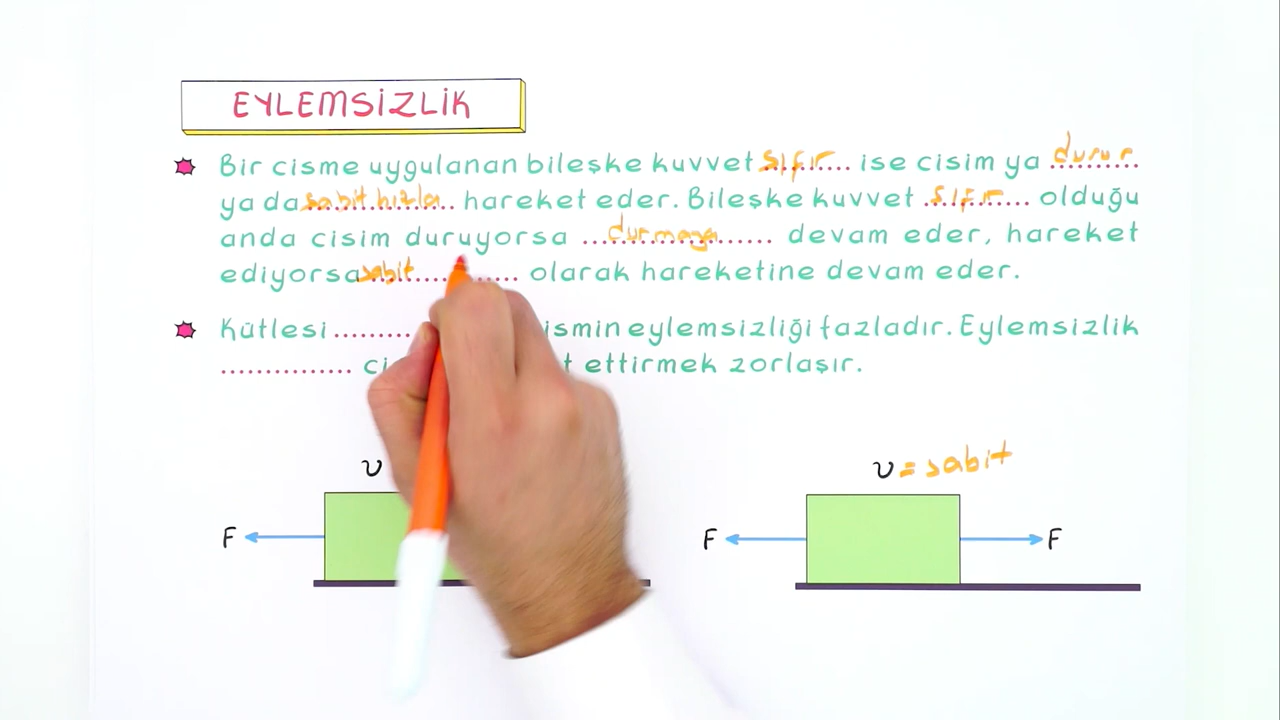 EYLEMSİZLİK
Bir cisme uygulanan bileşke kuvvet sıfır ise cisim ya durur
ya da sabit hızla hareket eder. Bileşke kuvvet sıfır olduğu
anda cisim duruyorsa durmaya devam eder, hareket
ediyorsa sabit olarak hareketine devam eder.
Kütlesi .......... eylemsizliği fazladır. Eylemsizlik
............... ettirmek zorlaşır.
υ υ = sabit
F F F